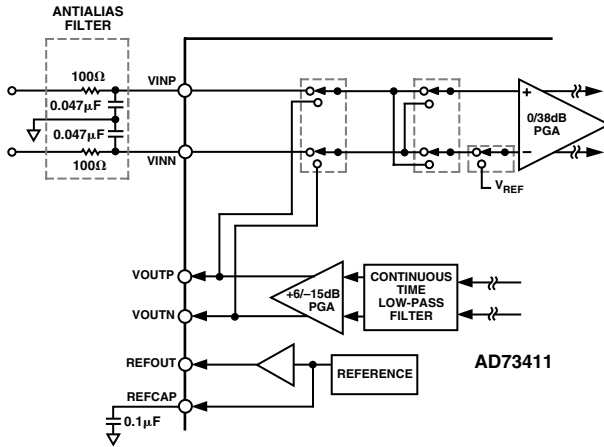 ANTIALIAS
FILTER
100Ω
VINP
0.047μF
0.047μF
100Ω
VINN
0/38dB
PGA
VREF
VOUTP
+6/–15dB
PGA
CONTINUOUS
TIME
LOW-PASS
FILTER
VOUTN
REFOUT
REFERENCE
AD73411
REFCAP
0.1μF